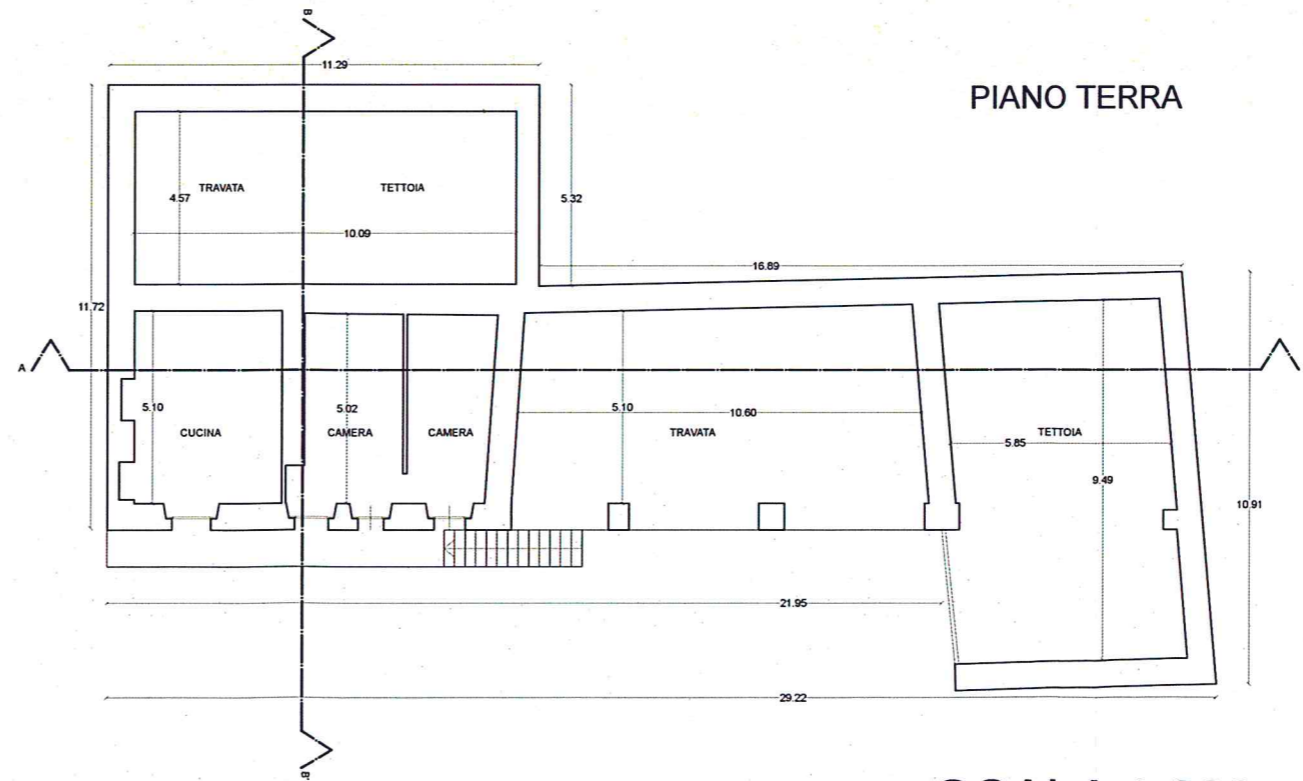 B
11.29
PIANO TERRA
TRAVATA
TETTOIA
4.57
5.32
10.09
16.89
11.72
A
5.10
5.02
5.10
10.60
CUCINA
CAMERA
CAMERA
TRAVATA
TETTOIA
5.85
9.49
10.91
21.95
29.22
B'